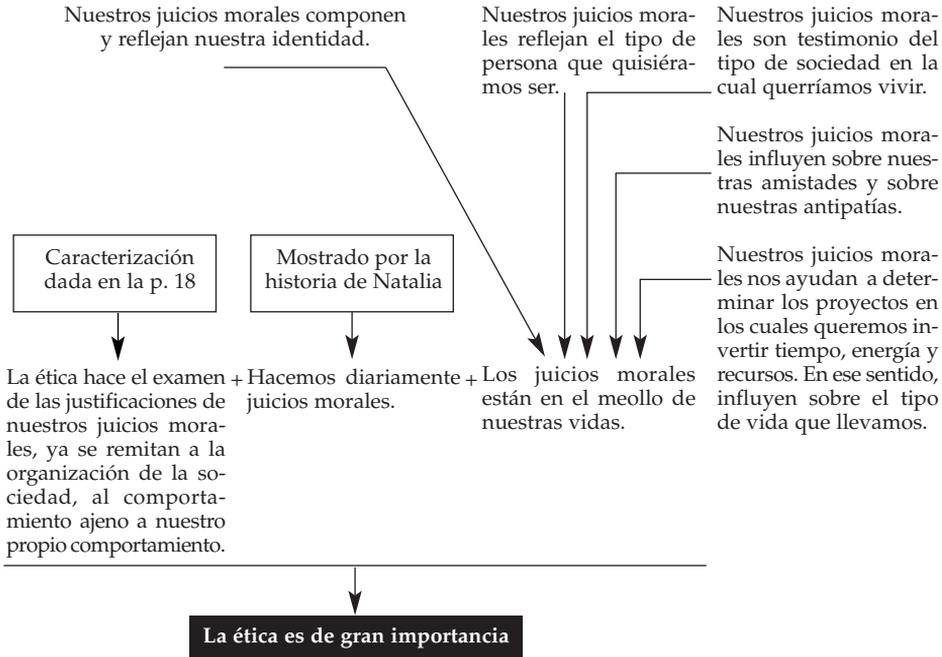 Nuestros juicios morales componen
y reflejan nuestra identidad.
Nuestros juicios mora-
les reflejan el tipo de
persona que quisiéra-
mos ser.
Nuestros juicios mora-
les son testimonio del
tipo de sociedad en la
cual querríamos vivir.
Nuestros juicios mora-
les influyen sobre nues-
tras amistades y sobre
nuestras antipatías.
Nuestros juicios mora-
les nos ayudan a deter-
minar los proyectos en
los cuales queremos in-
vertir tiempo, energía y
recursos. En ese sentido,
influyen sobre el tipo
de vida que llevamos.
Caracterización
dada en la p. 18
Mostrado por la
historia de Natalia
La ética hace el examen
de las justificaciones de
nuestros juicios mora-
les, ya se remitan a la
organización de la so-
ciedad, al comporta-
miento ajeno a nuestro
propio comportamiento.
+
Hacemos diariamente
juicios morales.
+
Los juicios morales
están en el meollo de
nuestras vidas.
La ética es de gran importancia